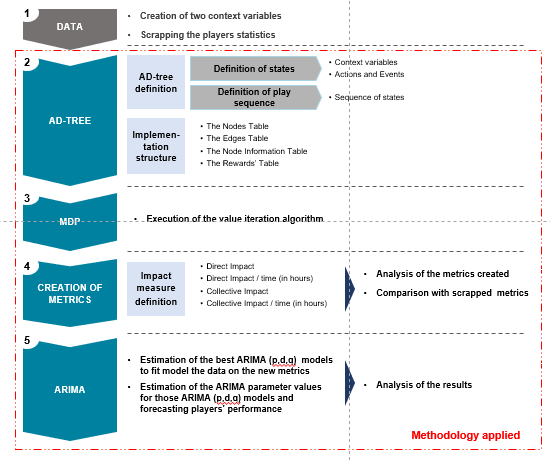 1
DATA
• Creation of two context variables
• Scrapping the players statistics
2
AD-TREE
AD-tree
definition
Definition of states
• Context variables
• Actions and Events
Definition of play
sequence
• Sequence of states
Implemen-
tation
structure
• The Nodes Table
• The Edges Table
• The Node Information Table
• The Rewards' Table
3
MDP
• Execution of the value iteration algorithm
4
CREATION OF
METRICS
Impact
measure
definition
• Direct Impact
• Direct Impact / time (in hours)
• Collective Impact
• Collective Impact / time (in hours)
• Analysis of the metrics created
• Comparison with scrapped metrics
5
ARIMA
• Estimation of the best ARIMA (p,d,q) models
to fit model the data on the new metrics
• Estimation of the ARIMA parameter values
for those ARIMA (p,d,q) models and
forecasting players' performance
• Analysis of the results
Methodology applied